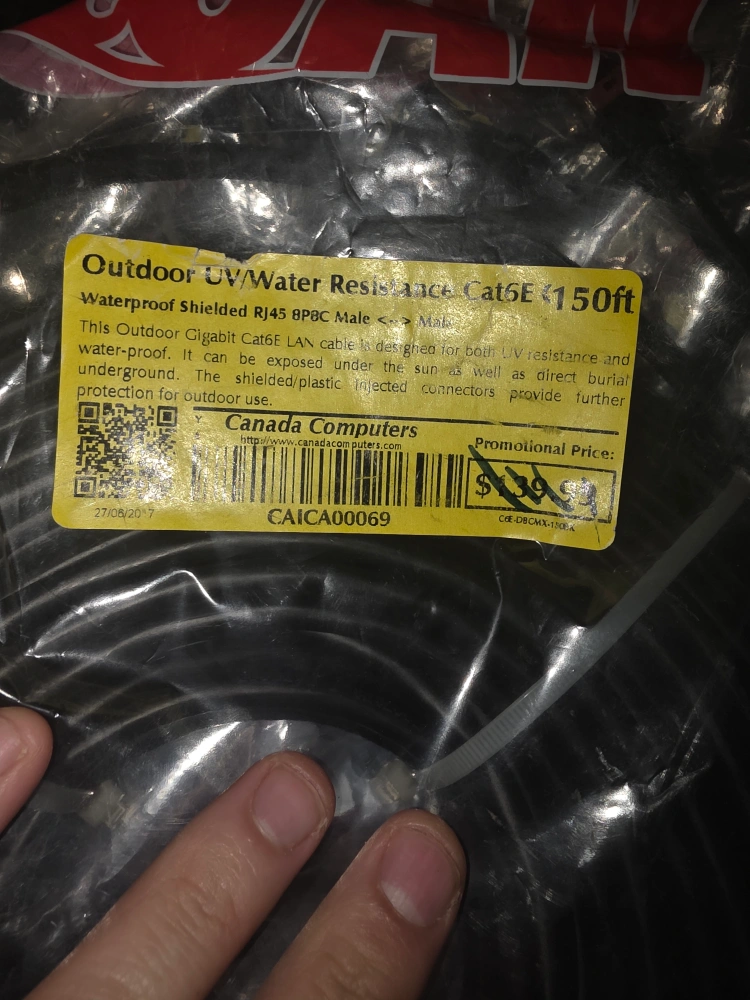 Outdoor UV/Water Resistance Cat6E 150ft
Waterproof Shielded RJ45 8P8C Male <--> Male
This Outdoor Gigabit Cat6E LAN cable is designed for both UV resistance and
water-proof. It can be exposed under the sun as well as direct burial
underground. The shielded/plastic injected connectors provide further
protection for outdoor use.
Canada Computers
http://www.canadacomputers.com
Promotional Price:
CAICA00069